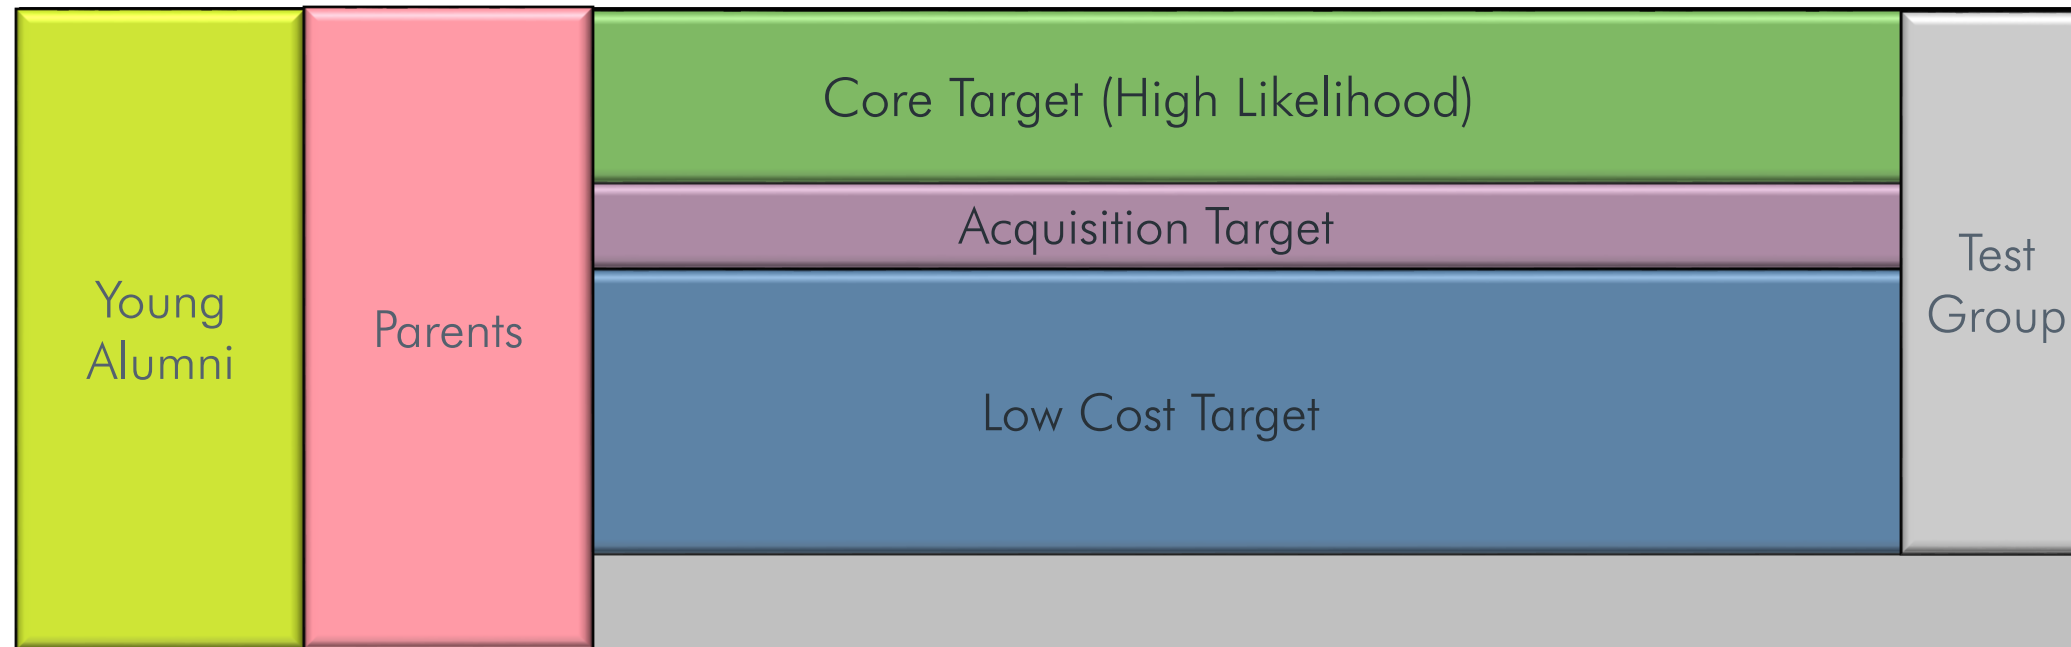 Young
Alumni
Parents
Core Target (High Likelihood)
Acquisition Target
Low Cost Target
Test
Group